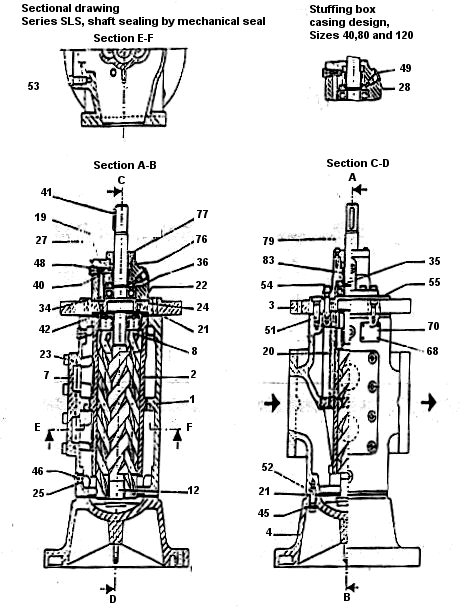 Sectional drawing
Series SLS, shaft sealing by mechanical seal
Section E-F
Stuffing box
casing design,
Sizes 40,80 and 120
53
49
28
Section A-B
C
41
19
27
48
40
34
42
23
7
E
46
25
77
76
36
22
24
21
8
2
1
F
12
D
Section C-D
A
79
83
54
3
51
20
52
21
45
4
35
55
70
68
B